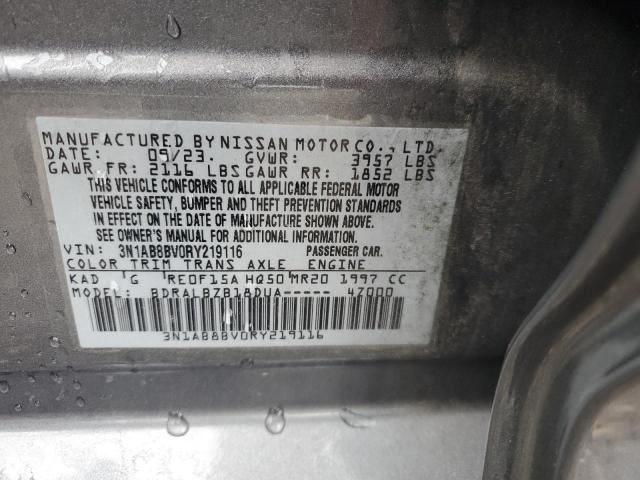 MANUFACTURED BY NISSAN MOTOR CO., LTD.
DATE: 09/23. GVWR: 3957 LBS
GAWR FR: 2116 LBS GAWR RR: 1852 LBS
THIS VEHICLE CONFORMS TO ALL APPLICABLE FEDERAL MOTOR
VEHICLE SAFETY, BUMPER AND THEFT PREVENTION STANDARDS
IN EFFECT ON THE DATE OF MANUFACTURE SHOWN ABOVE.
SEE OWNER'S MANUAL FOR ADDITIONAL INFORMATION.
VIN: 3N1AB8BV0RY219116 PASSENGER CAR.
COLOR TRIM TRANS AXLE ENGINE
KAD G RE0F15A HQ50 MR20 1997 CC
MODEL: BDRALBZB18DUA----- 47000
3N1AB8BV0RY219116